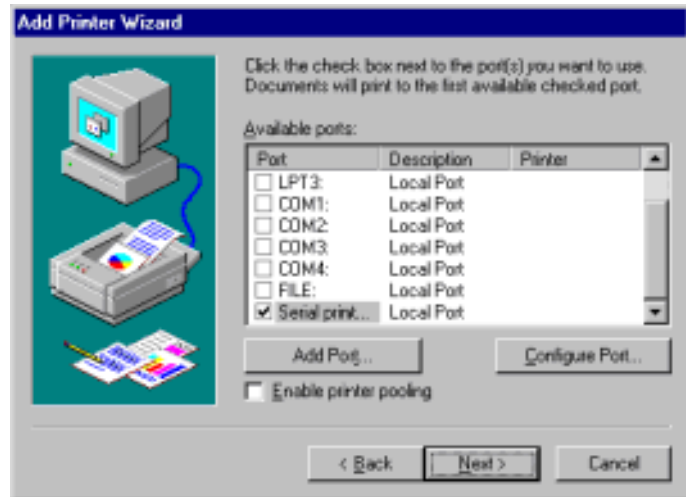 Add Printer Wizard
Click the check box next to the port(s) you want to use.
Documents will print to the first available checked port.
Available ports:
Port Description Printer
LPT3: Local Port
COM1: Local Port
COM2: Local Port
COM3: Local Port
COM4: Local Port
FILE: Local Port
Serial print... Local Port
Add Port... Configure Port...
Enable printer pooling
< Back Next > Cancel